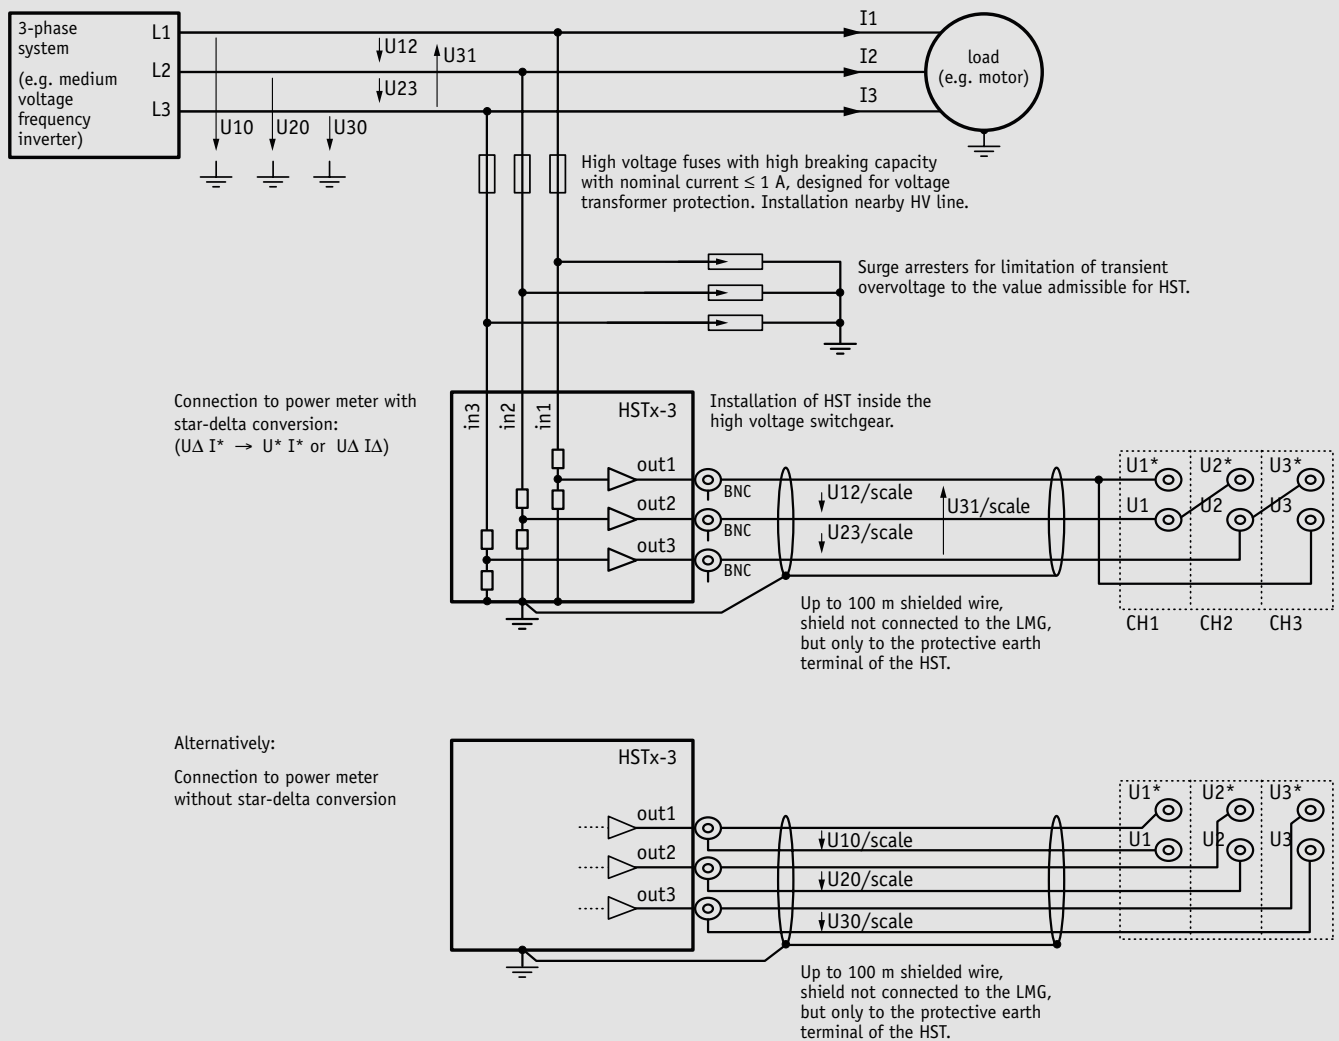 3-phase
system
(e.g. medium
voltage
frequency
inverter)
L1
L2
L3
U12
U31
U23
U10
U20
U30
I1
I2
I3
load
(e.g. motor)
High voltage fuses with high breaking capacity
with nominal current ≤ 1 A, designed for voltage
transformer protection. Installation nearby HV line.
Surge arresters for limitation of transient
overvoltage to the value admissible for HST.
Connection to power meter with
star-delta conversion:
(UΔ I* → U* I* or UΔ IΔ)
in3
in2
in1
HSTx-3
Installation of HST inside the
high voltage switchgear.
out1
out2
out3
BNC
BNC
BNC
U12/scale
U31/scale
U23/scale
U1*
U2*
U3*
U1
U2
U3
CH1
CH2
CH3
Up to 100 m shielded wire,
shield not connected to the LMG,
but only to the protective earth
terminal of the HST.
Alternatively:
Connection to power meter
without star-delta conversion
HSTx-3
out1
out2
out3
U10/scale
U20/scale
U30/scale
U1*
U2*
U3*
U1
U2
U3
Up to 100 m shielded wire,
shield not connected to the LMG,
but only to the protective earth
terminal of the HST.